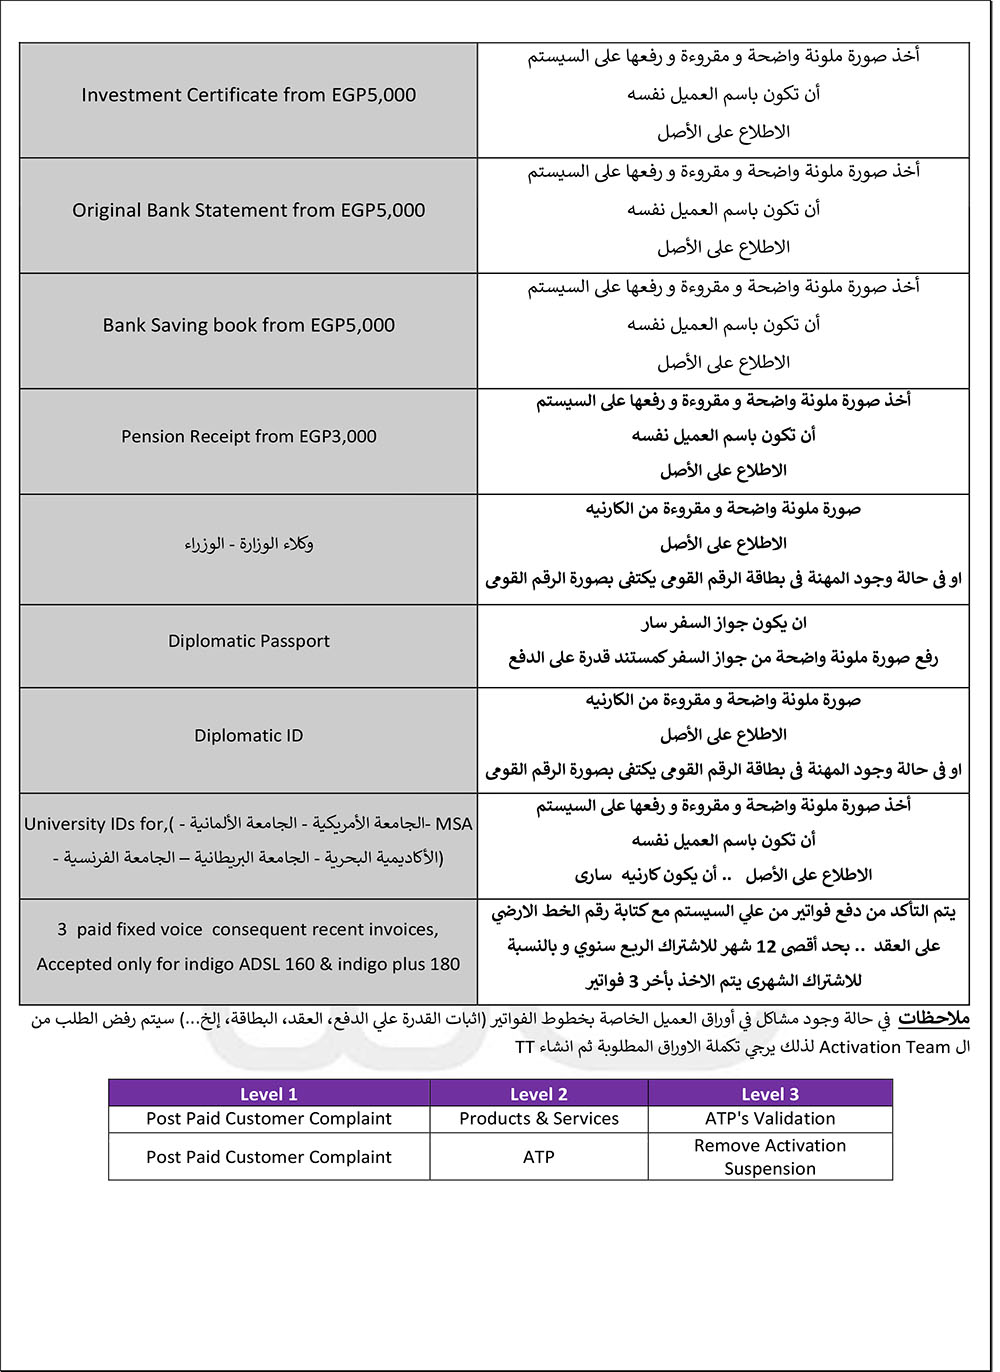 أخذ صورة ملونة واضحة و مقروءة و رفعها على السيستم
Investment Certificate from EGP5,000
أن تكون باسم العميل نفسه
الاطلاع على الأصل
أخذ صورة ملونة واضحة و مقروءة و رفعها على السيستم
Original Bank Statement from EGP5,000
أن تكون باسم العميل نفسه
الاطلاع على الأصل
أخذ صورة ملونة واضحة و مقروءة و رفعها على السيستم
Bank Saving book from EGP5,000
أن تكون باسم العميل نفسه
الاطلاع على الأصل
أخذ صورة ملونة واضحة و مقروءة و رفعها على السيستم
Pension Receipt from EGP3,000
أن تكون باسم العميل نفسه
الاطلاع على الأصل
صورة ملونة واضحة و مقروءة من الكارنيه
وكلاء الوزارة - الوزراء
الاطلاع على الأصل
او فى حالة وجود المهنة فى بطاقة الرقم القومى يكتفى بصورة الرقم القومى
Diplomatic Passport
ان يكون جواز السفر سار
رفع صورة ملونة واضحة من جواز السفر كمستند قدرة على الدفع
صورة ملونة واضحة و مقروءة من الكارنيه
Diplomatic ID
الاطلاع على الأصل
او فى حالة وجود المهنة فى بطاقة الرقم القومى يكتفى بصورة الرقم القومى
أخذ صورة ملونة واضحة و مقروءة و رفعها على السيستم
University IDs for,( - الجامعة الأمريكية - الجامعة الألمانية- MSA
أن تكون باسم العميل نفسه
(الأكاديمية البحرية - الجامعة البريطانية – الجامعة الفرنسية -
الاطلاع على الأصل .. أن يكون كارنيه سارى
يتم التأكد من دفع فواتير من علي السيستم مع كتابة رقم الخط الارضي
3 paid fixed voice consequent recent invoices,
على العقد .. بحد أقصى 12 شهر للاشتراك الربع سنوي و بالنسبة
Accepted only for indigo ADSL 160 & indigo plus 180
للاشتراك الشهرى يتم الاخذ بأخر 3 فواتير
ملاحظات في حالة وجود مشاكل في أوراق العميل الخاصة بخطوط الفواتير (اثبات القدرة علي الدفع، العقد، البطاقة، إلخ...) سيتم رفض الطلب من
ال Activation Team لذلك يرجي تكملة الاوراق المطلوبة ثم انشاء TT
Level 1 Level 2 Level 3
Post Paid Customer Complaint Products & Services ATP's Validation
Post Paid Customer Complaint ATP Remove Activation
Suspension